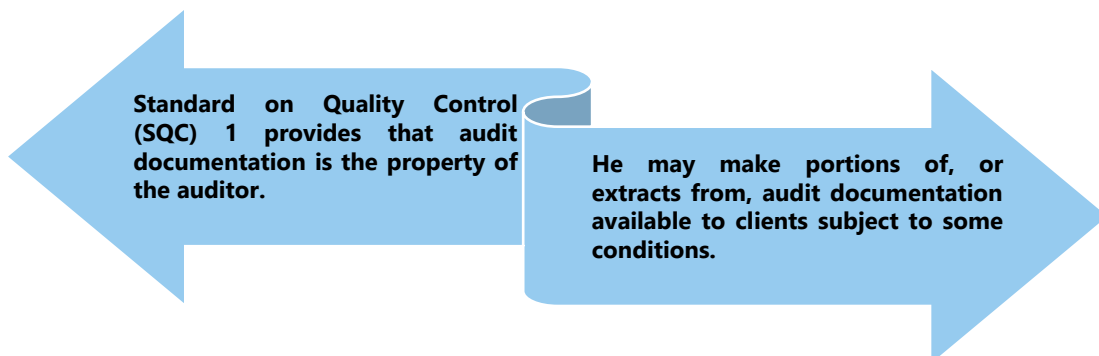 Standard on Quality Control
(SQC) 1 provides that audit
documentation is the property of
the auditor.
He may make portions of, or
extracts from, audit documentation
available to clients subject to some
conditions.